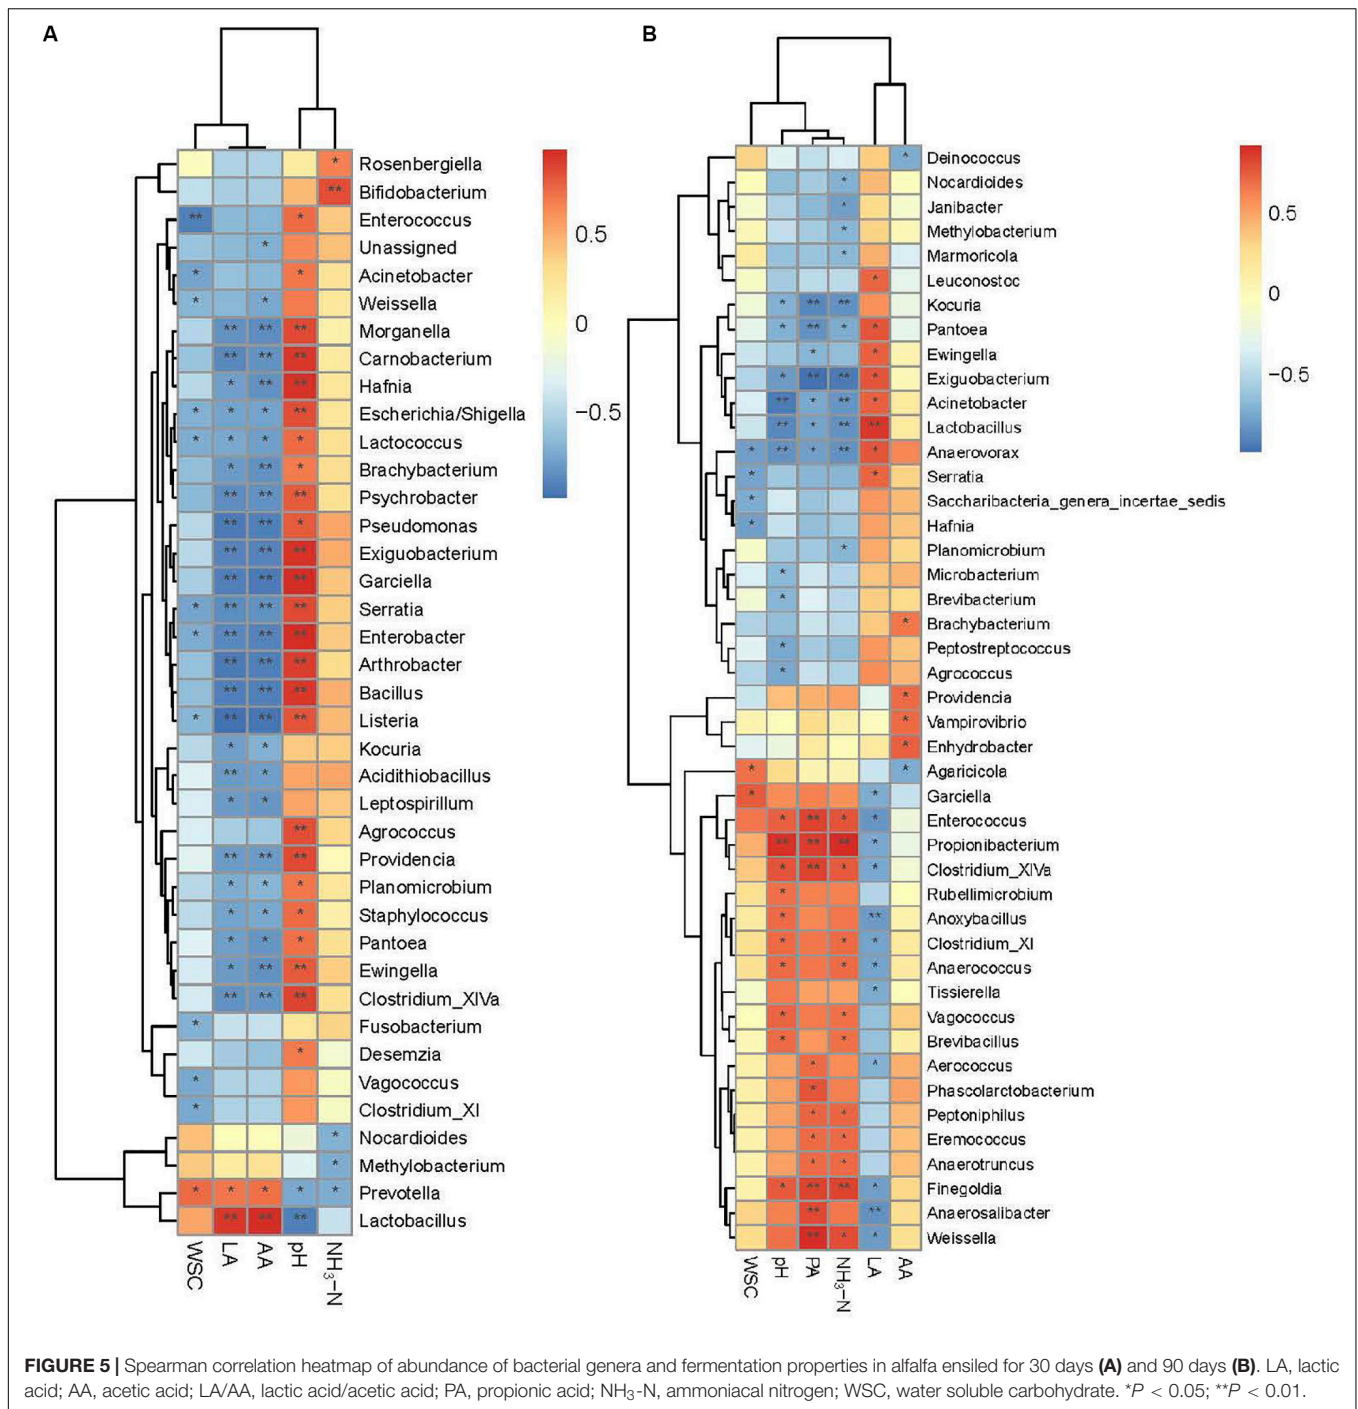 A
B
Rosenbergiella
*
Bifidobacterium
**
Enterococcus
** *
Unassigned
*
Acinetobacter
* *
Weissella
* *
Morganella
** ** **
Carnobacterium
** ** **
Hafnia
* ** **
Escherichia/Shigella
* * * **
Lactococcus
* * * *
Brachybacterium
* ** *
Psychrobacter
** ** **
Pseudomonas
** ** *
Exiguobacterium
** ** **
Garciella
** ** **
Serratia
* ** ** **
Enterobacter
* ** ** **
Arthrobacter
** ** **
Bacillus
** ** **
Listeria
* ** ** **
Kocuria
* *
Acidithiobacillus
** *
Leptospirillum
* *
Agrococcus
**
Providencia
** ** **
Planomicrobium
* * *
Staphylococcus
* * *
Pantoea
* * *
Ewingella
* ** **
Clostridium_XIVa
** ** **
Fusobacterium
*
Desemzia
*
Vagococcus
*
Clostridium_XI
*
Nocardioides
*
Methylobacterium
*
Prevotella
* * * * *
Lactobacillus
** ** **
WSC
LA
AA
pH
NH3−N
0.5
0
−0.5
Deinococcus
*
Nocardioides
*
Janibacter
*
Methylobacterium
*
Marmoricola
*
Leuconostoc
*
Kocuria
* ** **
Pantoea
* ** * *
Ewingella
* *
Exiguobacterium
* ** ** *
Acinetobacter
** * ** *
Lactobacillus
** * ** **
Anaerovorax
* ** * ** *
Serratia
* *
Saccharibacteria_genera_incertae_sedis
*
Hafnia
*
Planomicrobium
*
Microbacterium
*
Brevibacterium
*
Brachybacterium
*
Peptostreptococcus
*
Agrococcus
*
Providencia
*
Vampirovibrio
*
Enhydrobacter
*
Agaricicola
* *
Garciella
* *
Enterococcus
* ** * *
Propionibacterium
** ** ** *
Clostridium_XIVa
* ** * *
Rubellimicrobium
*
Anoxybacillus
* **
Clostridium_XI
* * *
Anaerococcus
* * *
Tissierella
*
Vagococcus
* *
Brevibacillus
* *
Aerococcus
* *
Phascolarctobacterium
*
Peptoniphilus
* *
Eremococcus
* *
Anaerotruncus
* *
Finegoldia
* ** ** *
Anaerosalibacter
** **
Weissella
** * *
WSC
pH
PA
NH3−N
LA
AA
0.5
0
−0.5
FIGURE 5 | Spearman correlation heatmap of abundance of bacterial genera and fermentation properties in alfalfa ensiled for 30 days (A) and 90 days (B). LA, lactic
acid; AA, acetic acid; LA/AA, lactic acid/acetic acid; PA, propionic acid; NH3-N, ammoniacal nitrogen; WSC, water soluble carbohydrate. *P < 0.05; **P < 0.01.